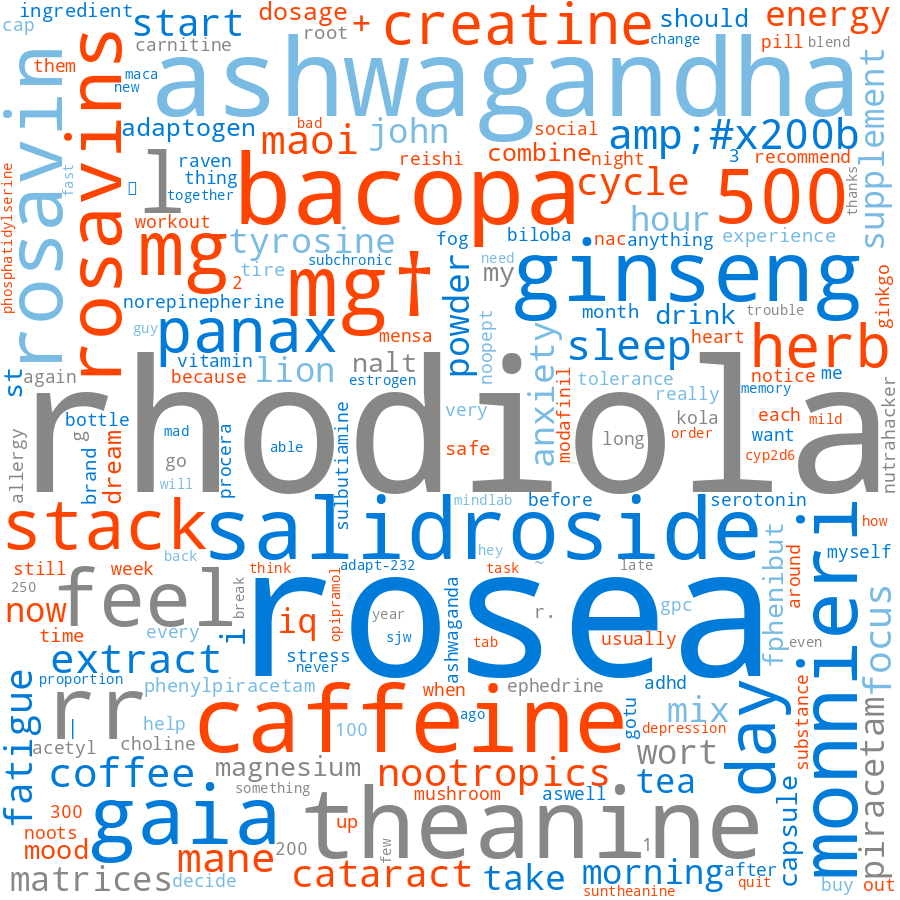 ingredient
dosage
+
creatine
should
energy
cap
start
carnitine
root
change
pill
blend
them
maca
new
ashwagandha
rosavin
rosavins
adaptogen
bad
maoi
john
social
amp;#x200b
supplement
l
raven
thing
together
reishi
combine
night
3
recommend
fast
phosphatidylserine
bacopa
cycle
500
thanks
workout
mg
tyrosine
fog
biloba
hour
nac
anything
experience
tire
2
subchronic
mg†
powder
need
my
ginseng
ginkgo
norepinepherine
guy
panax
mensa
noopept
month
drink
trouble
st
again
vitamin
because
lion
estrogen
nalt
anxiety
modafinil
sleep
heart
herb
tolerance
notice
me
very
really
memory
rhodiola
bottle
g
mad
able
kola
each
mild
allergy
brand
dream
go
will
procera
sulbutiamine
safe
long
order
want
cyp2d6
nutrahacker
stack
salidroside
mindlab
before
serotonin
monnieri
how
back
hey
myself
still
week
think
adapt-232
task
~
late
250
feel
break
opipramol
rosea
fphenibut
around
now
i
iq
year
r.
gpc
focus
time
every
sjw
tab
usually
even
extract
stress
never
ashwaganda
fatigue
proportion
phenylpiracetam
when
ephedrine
adhd
day
substance
piracetam
rr
|
help
100
caffeine
ago
gotu
mix
depression
acetyl
choline
wort
coffee
magnesium
nootropics
tea
capsule
something
mushroom
aswell
300
gaia
noots
up
theanine
1
mood
200
mane
few
matrices
decide
cataract
take
morning
after
suntheanine
quit
buy
out